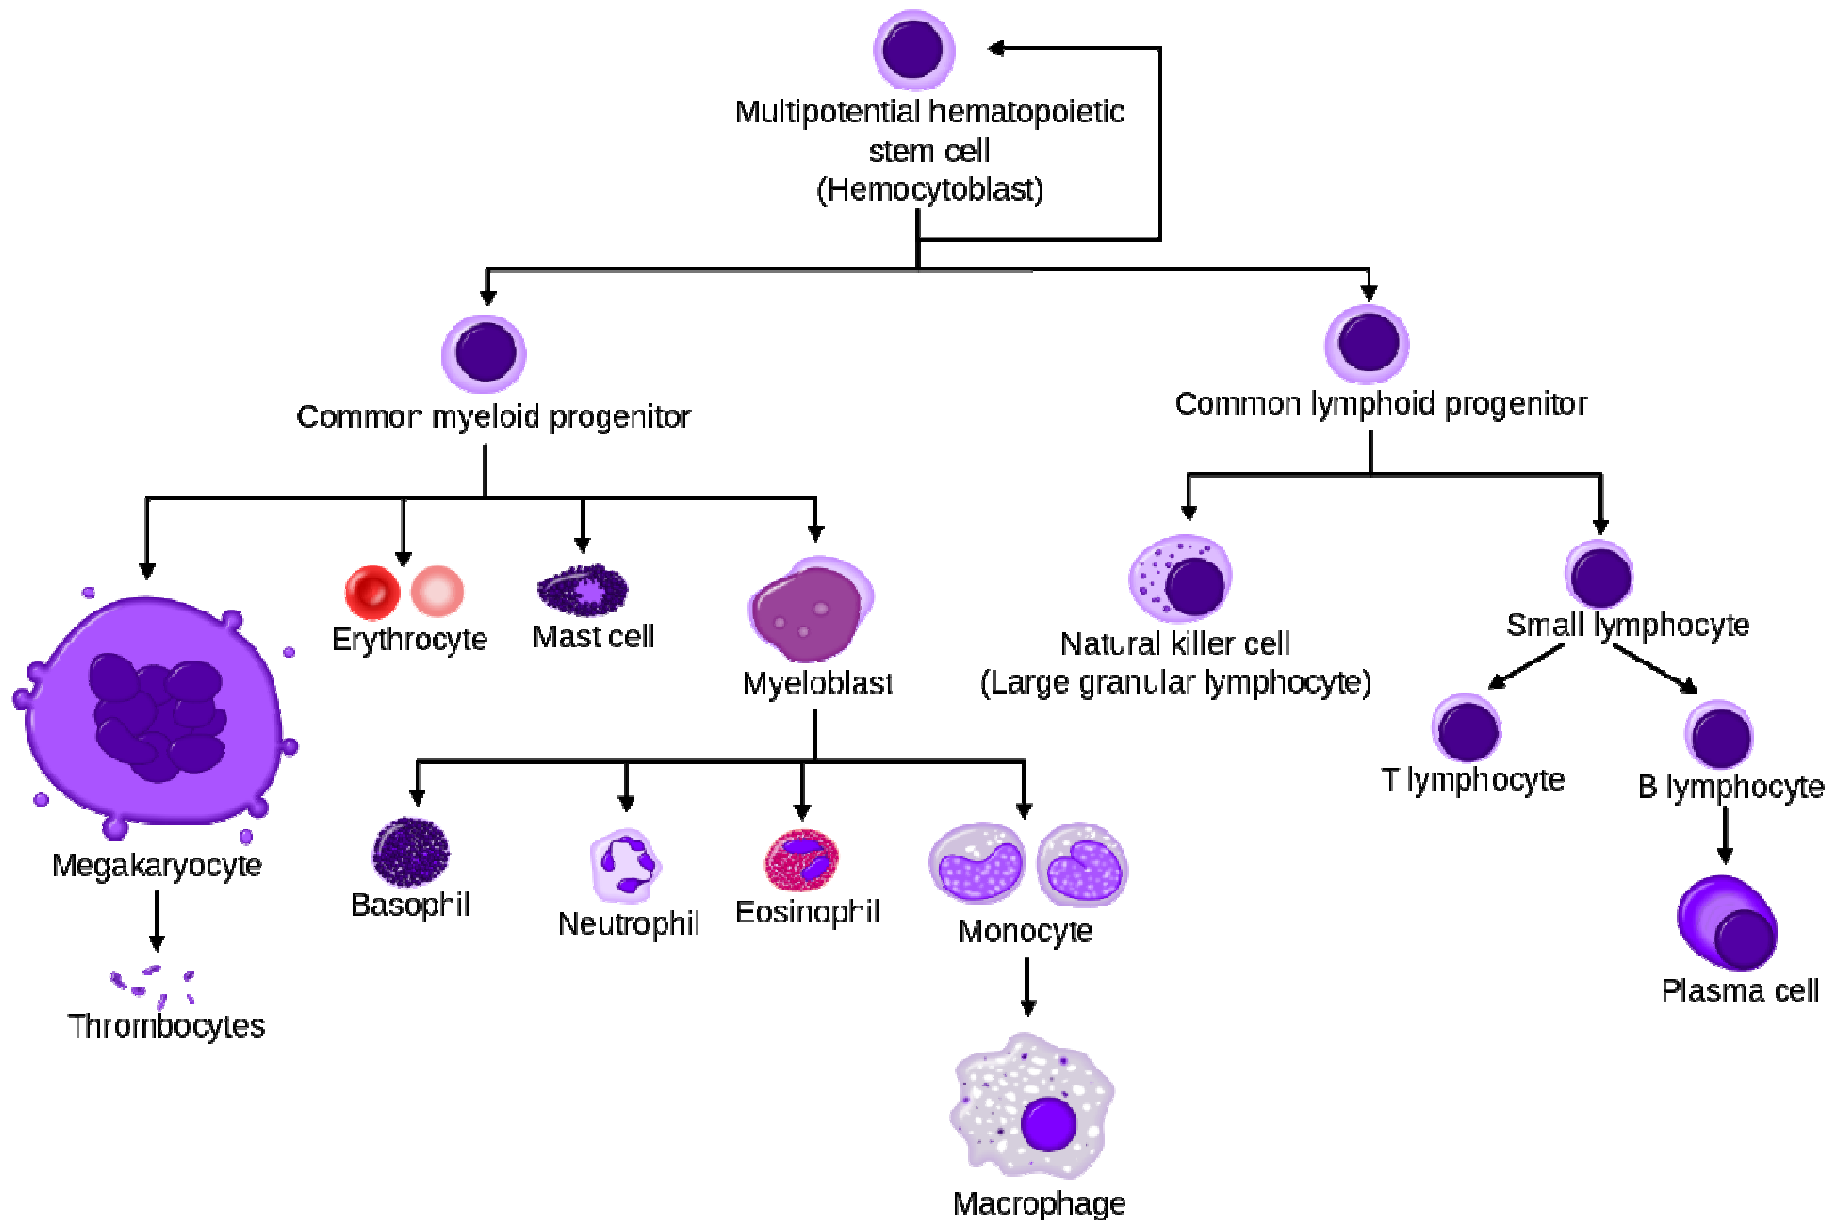 Multipotential hematopoietic
stem cell
(Hemocytoblast)
Common myeloid progenitor
Common lymphoid progenitor
Erythrocyte
Mast cell
Myeloblast
Natural killer cell
(Large granular lymphocyte)
Small lymphocyte
T lymphocyte
B lymphocyte
Megakaryocyte
Basophil
Neutrophil
Eosinophil
Monocyte
Plasma cell
Thrombocytes
Macrophage